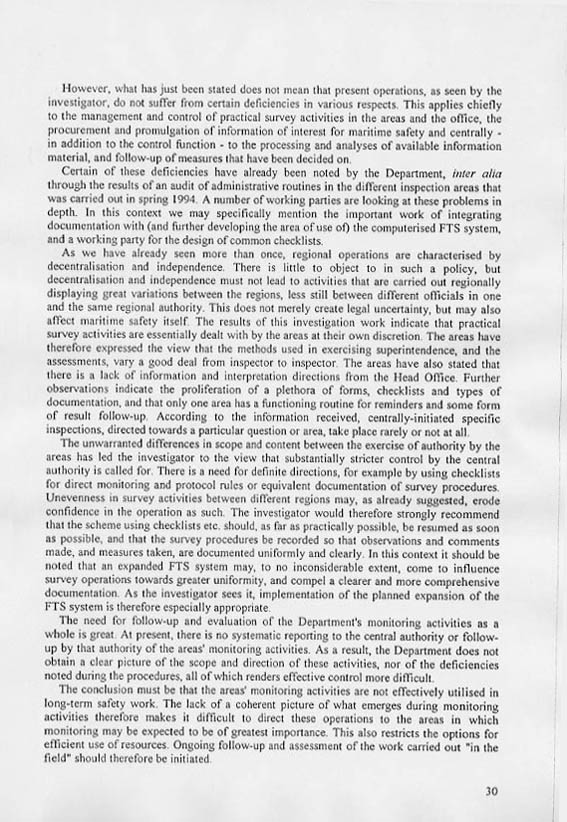 However, what has just been stated does not mean that present operations, as seen by the
investigator, do not suffer from certain deficiencies in various respects. This applies chiefly
to the management and control of practical survey activities in the areas and the office, the
procurement and promulgation of information of interest for maritime safety and centrally -
in addition to the control function - to the processing and analyses of available information
material, and follow-up of measures that have been decided on.
Certain of these deficiencies have already been noted by the Department, inter alia
through the results of an audit of administrative routines in the different inspection areas that
was carried out in spring 1994. A number of working parties are looking at these problems in
depth. In this context we may specifically mention the important work of integrating
documentation with (and further developing the area of use of) the computerised FTS system,
and a working party for the design of common checklists.
As we have already seen more than once, regional operations are characterised by
decentralisation and independence. There is little to object to in such a policy, but
decentralisation and independence must not lead to activities that are carried out regionally
displaying great variations between the regions, less still between different officials in one
and the same regional authority. This does not merely create legal uncertainty, but may also
affect maritime safety itself. The results of this investigation work indicate that practical
survey activities are essentially dealt with by the areas at their own discretion. The areas have
therefore expressed the view that the methods used in exercising superintendence, and the
assessments, vary a good deal from inspector to inspector. The areas have also stated that
there is a lack of information and interpretation directions from the Head Office. Further
observations indicate the proliferation of a plethora of forms, checklists and types of
documentation, and that only one area has a functioning routine for reminders and some form
of result follow-up. According to the information received, centrally-initiated specific
inspections, directed towards a particular question or area, take place rarely or not at all.
The unwarranted differences in scope and content between the exercise of authority by the
areas has led the investigator to the view that substantially stricter control by the central
authority is called for. There is a need for definite directions, for example by using checklists
for direct monitoring and protocol rules or equivalent documentation of survey procedures.
Unevenness in survey activities between different regions may, as already suggested, erode
confidence in the operation as such. The investigator would therefore strongly recommend
that the scheme using checklists etc. should, as far as practically possible, be resumed as soon
as possible, and that the survey procedures be recorded so that observations and comments
made, and measures taken, are documented uniformly and clearly. In this context it should be
noted that an expanded FTS system may, to no inconsiderable extent, come to influence
survey operations towards greater uniformity, and compel a clearer and more comprehensive
documentation. As the investigator sees it, implementation of the planned expansion of the
FTS system is therefore especially appropriate.
The need for follow-up and evaluation of the Department's monitoring activities as a
whole is great. At present, there is no systematic reporting to the central authority or follow-
up by that authority of the areas' monitoring activities. As a result, the Department does not
obtain a clear picture of the scope and direction of these activities, nor of the deficiencies
noted during the procedures, all of which renders effective control more difficult.
The conclusion must be that the areas' monitoring activities are not effectively utilised in
long-term safety work. The lack of a coherent picture of what emerges during monitoring
activities therefore makes it difficult to direct these operations to the areas in which
monitoring may be expected to be of greatest importance. This also restricts the options for
efficient use of resources. Ongoing follow-up and assessment of the work carried out "in the
field" should therefore be initiated.
30